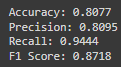 Accuracy: 0.8077
Precision: 0.8095
Recall: 0.9444
F1 Score: 0.8718